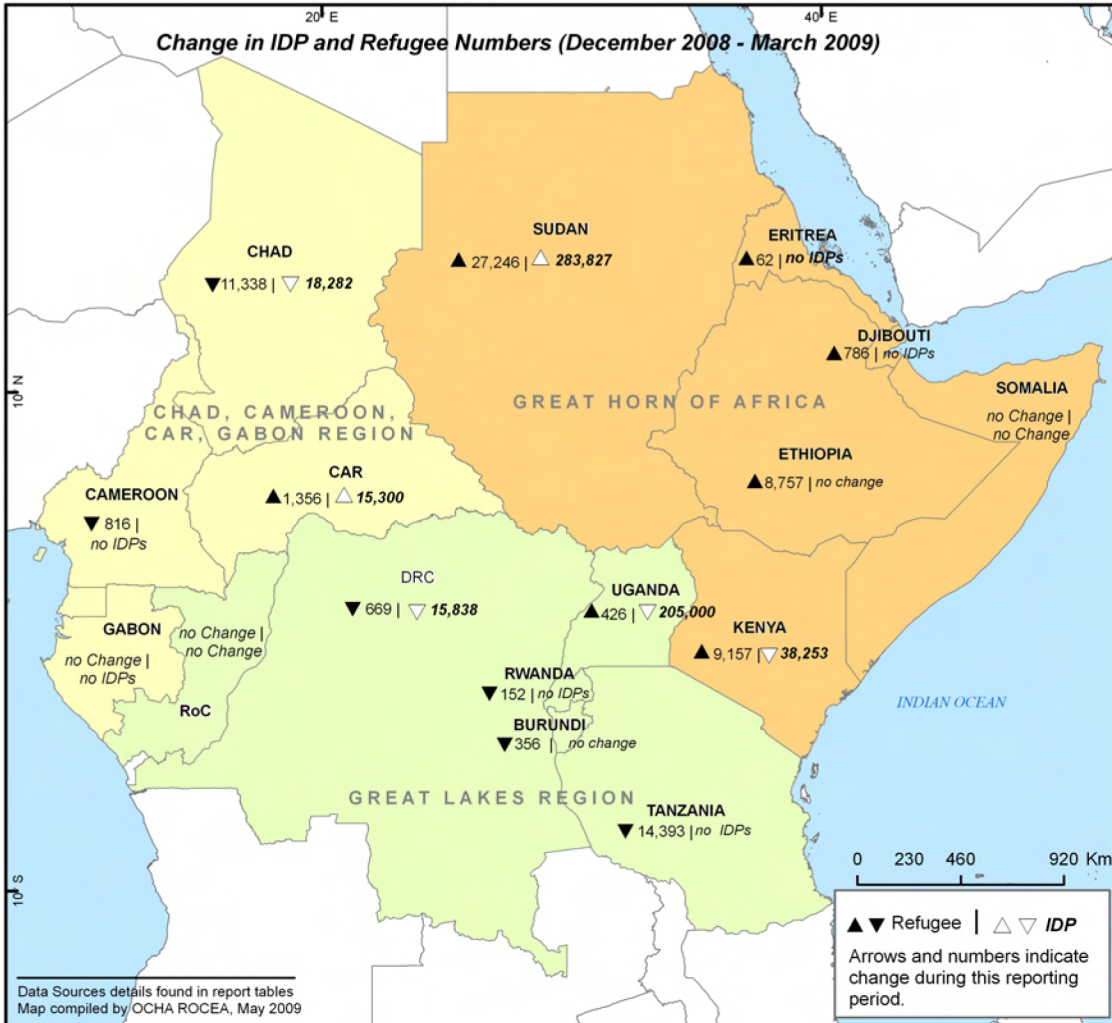 20 E
40 E
Change in IDP and Refugee Numbers (December 2008 - March 2009)
SUDAN
▲ 27,246 | △ 283,827
ERITREA
▲ 62 | no IDPs
CHAD
▼ 11,338 | ▽ 18,282
DJIBOUTI
▲ 786 | no IDPs
SOMALIA
no Change |
no Change
10 N
CHAD, CAMEROON,
CAR, GABON REGION
GREAT HORN OF AFRICA
ETHIOPIA
▲ 8,757 | no change
CAR
▲ 1,356 | △ 15,300
CAMEROON
▼ 816 |
no IDPs
DRC
▼ 669 | ▽ 15,838
UGANDA
▲ 426 | ▽ 205,000
KENYA
▲ 9,157 | ▽ 38,253
GABON
no Change |
no IDPs
no Change |
no Change
RoC
RWANDA
▼ 152 | no IDPs
BURUNDI
▼ 356 | no change
INDIAN OCEAN
GREAT LAKES REGION
TANZANIA
▼ 14,393 | no IDPs
10 S
0 230 460 920 Km
▲ ▼ Refugee | △ ▽ IDP
Arrows and numbers indicate
change during this reporting
period.
Data Sources details found in report tables
Map compiled by OCHA ROCEA, May 2009